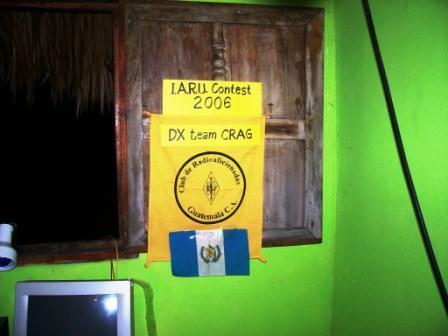 I.A.R.U. Contest
2006
DX team CRAG
Club de Radioaficionados
Guatemala C.A.